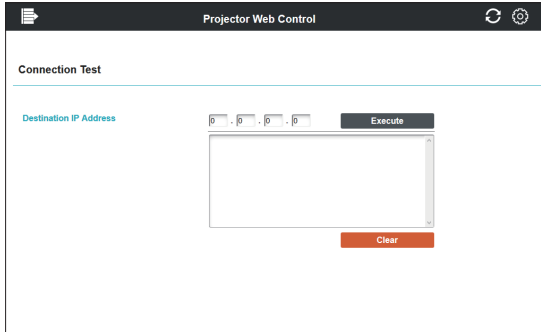 Projector Web Control
Connection Test
Destination IP Address 0 . 0 . 0 . 0 Execute
Clear